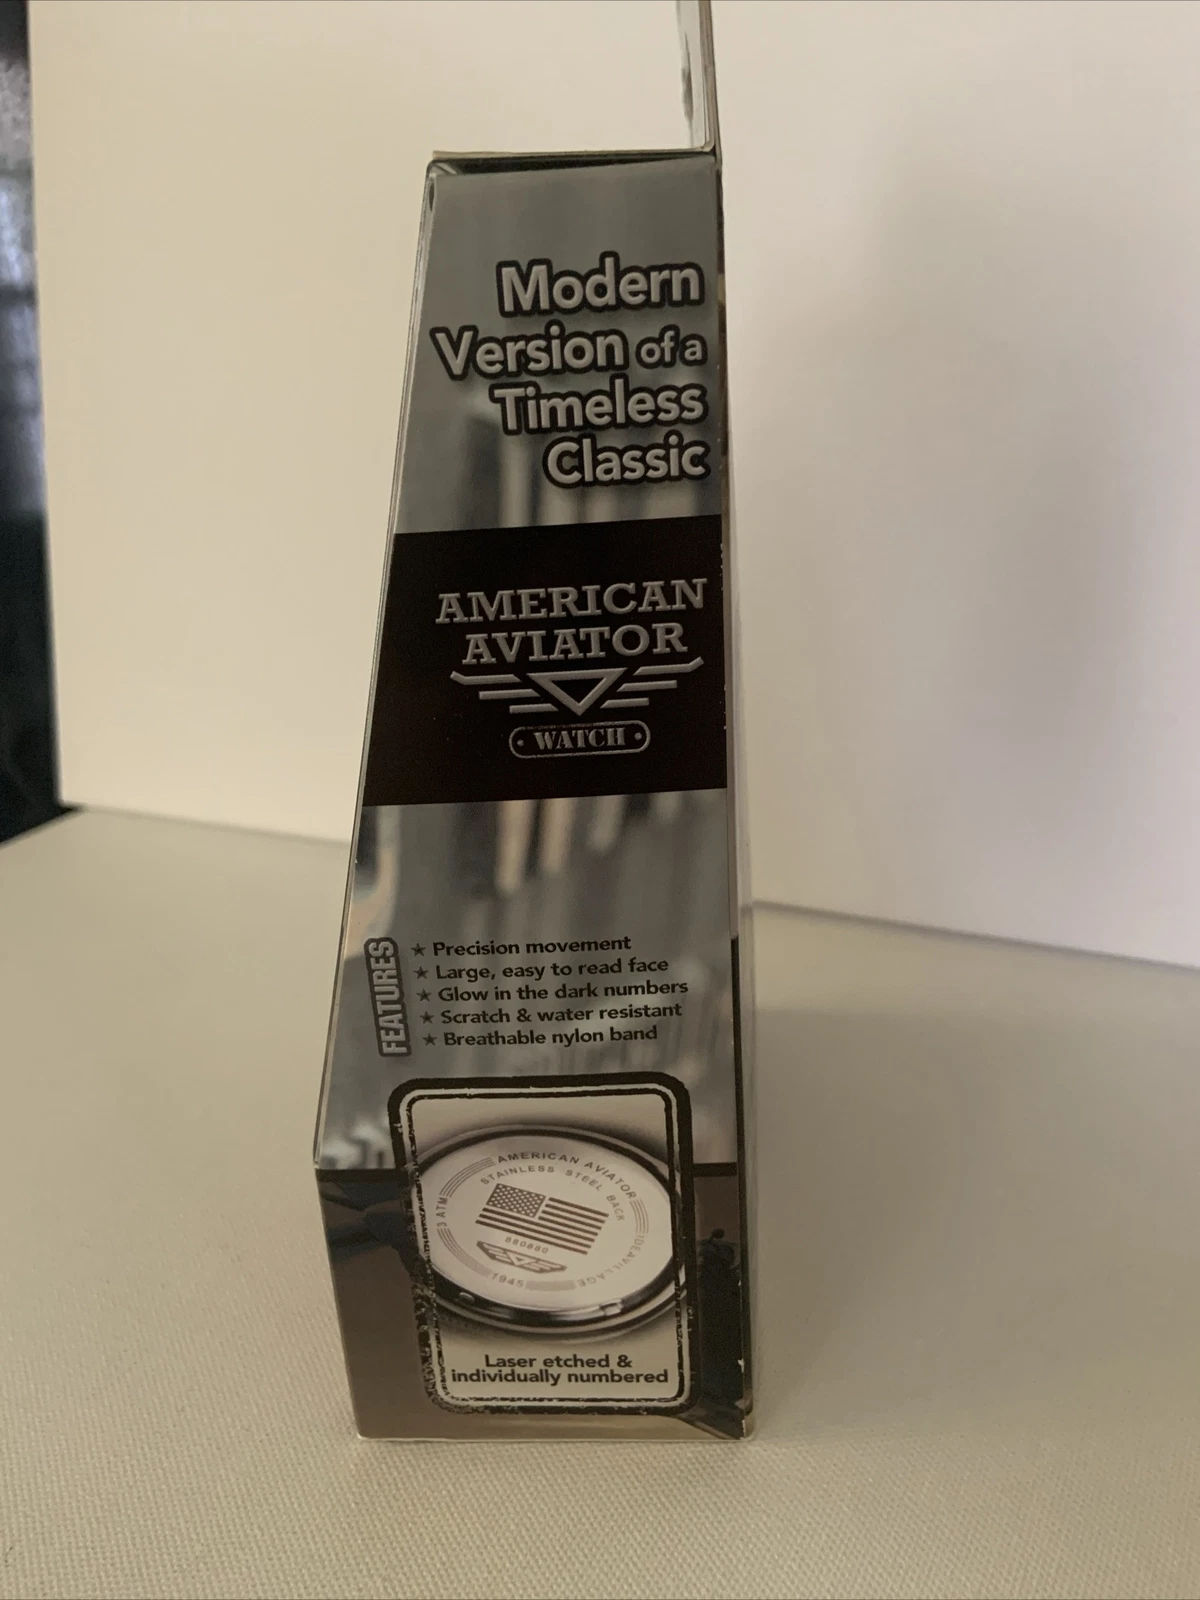 Modern
Version of a
Timeless
Classic
AMERICAN
AVIATOR
WATCH
FEATURES
★ Precision movement
★ Large, easy to read face
★ Glow in the dark numbers
★ Scratch & water resistant
★ Breathable nylon band
AMERICAN AVIATOR
STAINLESS STEEL BACK
3 ATM
IDEAVILLAGE
1945
Laser etched &
individually numbered